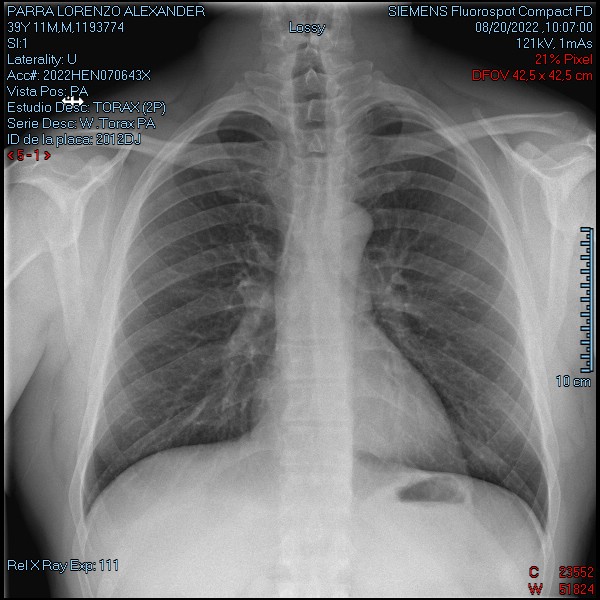 PARRA LORENZO ALEXANDER
39Y 11M,M,1193774
SI:1
Laterality: U
Acc#: 2022HEN070643X
Vista Pos: PA
Estudio Desc: TORAX (2P)
Serie Desc: W. Torax PA
ID de la placa: 2012DJ
<5-1>
Lossy
SIEMENS Fluorospot Compact FD
08/20/2022 ,10:07:00
121kV, 1mAs
21% Pixel
DFOV 42,5 x 42,5 cm
10 cm
Rel X Ray Exp: 111
C 23552
W 51824